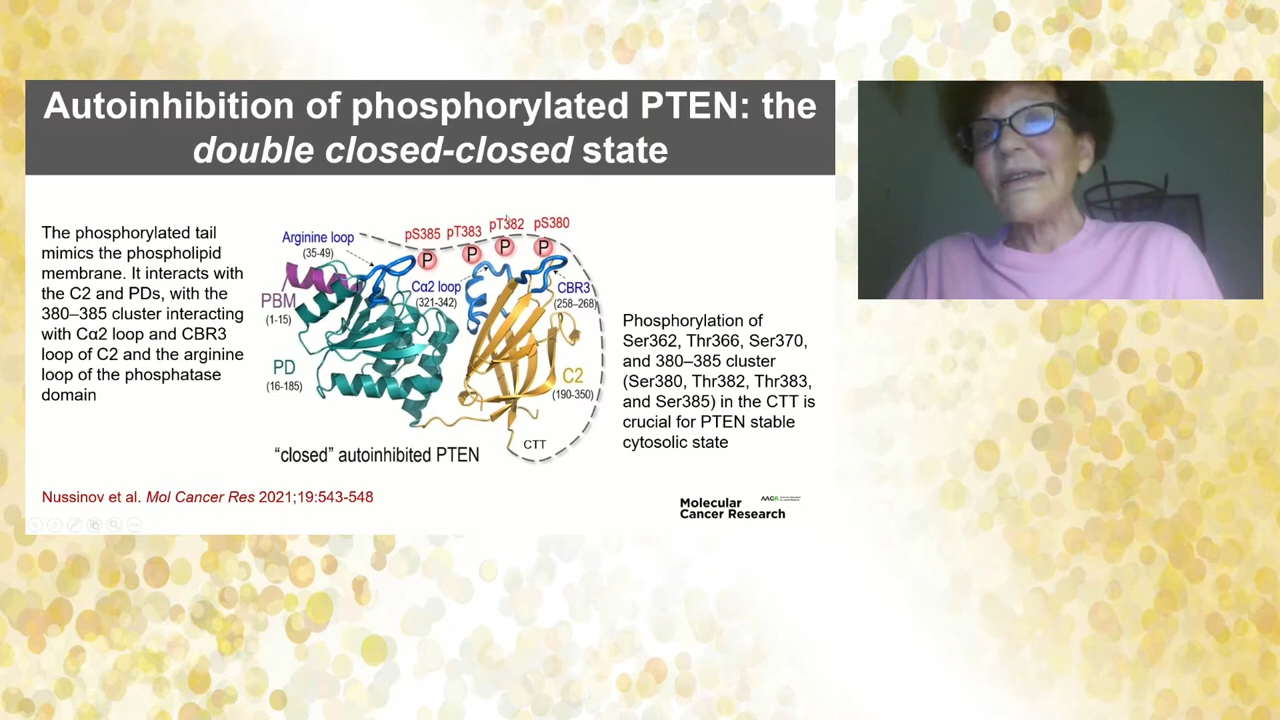 Autoinhibition of phosphorylated PTEN: the
double closed-closed state
The phosphorylated tail
mimics the phospholipid
membrane. It interacts with
the C2 and PDs, with the
380–385 cluster interacting
with Cα2 loop and CBR3
loop of C2 and the arginine
loop of the phosphatase
domain
Arginine loop
(35-49)
pS385
pT383
pT382
pS380
P
P
P
P
PBM
(1-15)
Cα2 loop
(321-342)
CBR3
(258–268)
PD
(16-185)
C2
(190-350)
CTT
“closed” autoinhibited PTEN
Phosphorylation of
Ser362, Thr366, Ser370,
and 380–385 cluster
(Ser380, Thr382, Thr383,
and Ser385) in the CTT is
crucial for PTEN stable
cytosolic state
Nussinov et al. Mol Cancer Res 2021;19:543-548
Molecular
Cancer Research
AACR